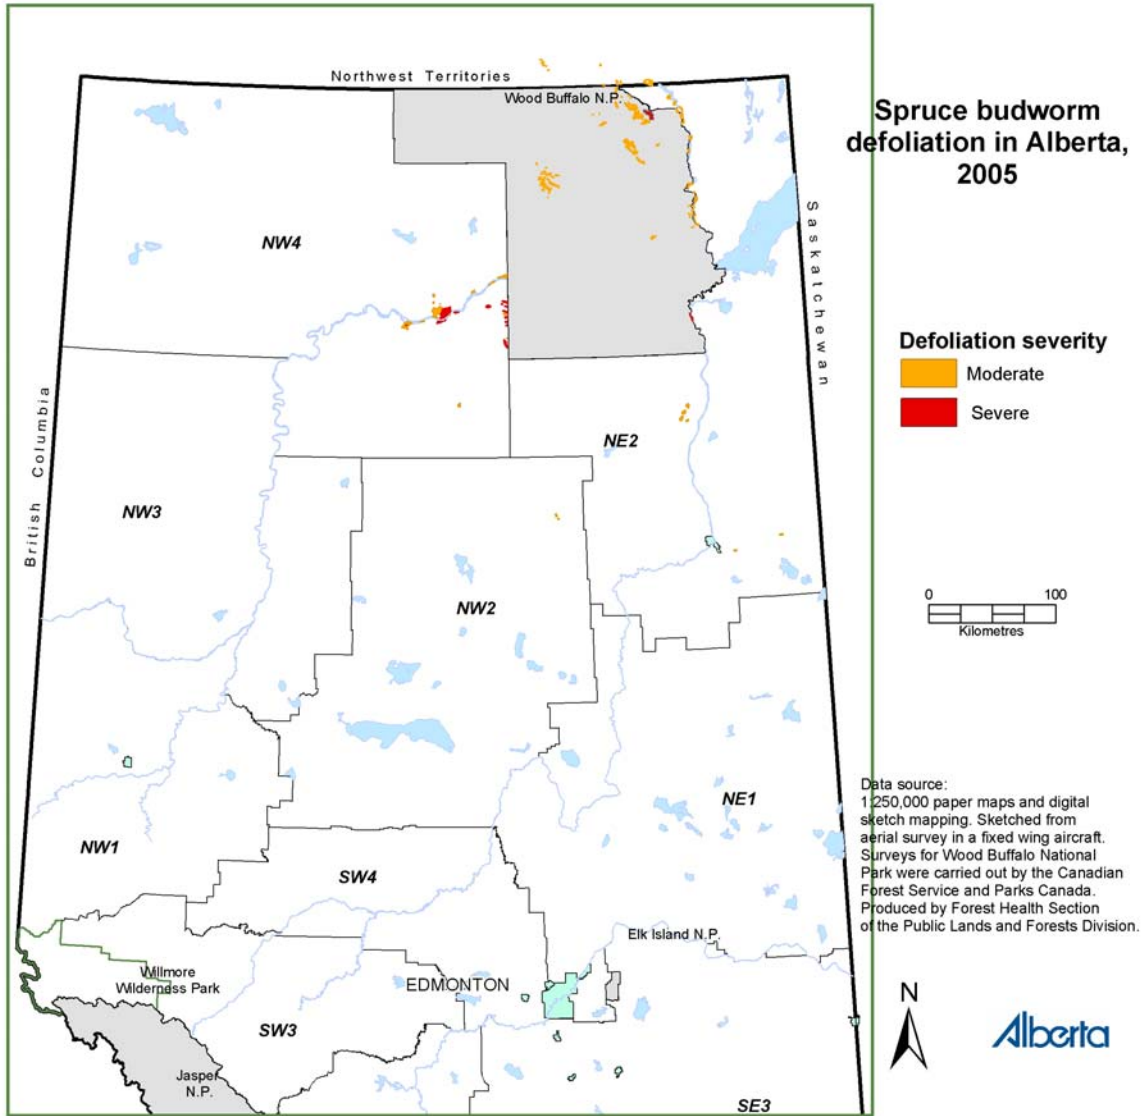 Northwest Territories
Wood Buffalo N.P.
Spruce budworm
defoliation in Alberta,
2005
Saskatchewan
British Columbia
NW4
Defoliation severity
Moderate
Severe
NE2
NW3
NW2
0 100
Kilometres
NE1
NW1
SW4
Data source:
1:250,000 paper maps and digital
sketch mapping. Sketched from
aerial survey in a fixed wing aircraft.
Surveys for Wood Buffalo National
Park were carried out by the Canadian
Forest Service and Parks Canada.
Produced by Forest Health Section
of the Public Lands and Forests Division.
Elk Island N.P.
Willmore
Wilderness Park
EDMONTON
SW3
Jasper
N.P.
SE3
N
Alberta